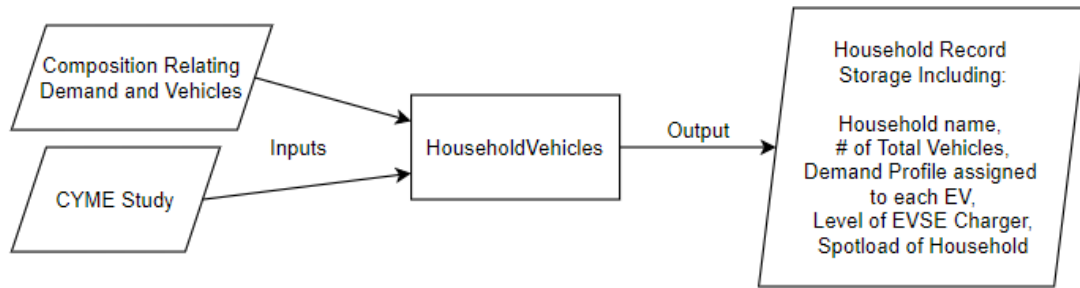 Composition Relating
Demand and Vehicles
CYME Study
Inputs
HouseholdVehicles
Output
Household Record
Storage Including:
Household name,
# of Total Vehicles,
Demand Profile assigned
to each EV,
Level of EVSE Charger,
Spotload of Household